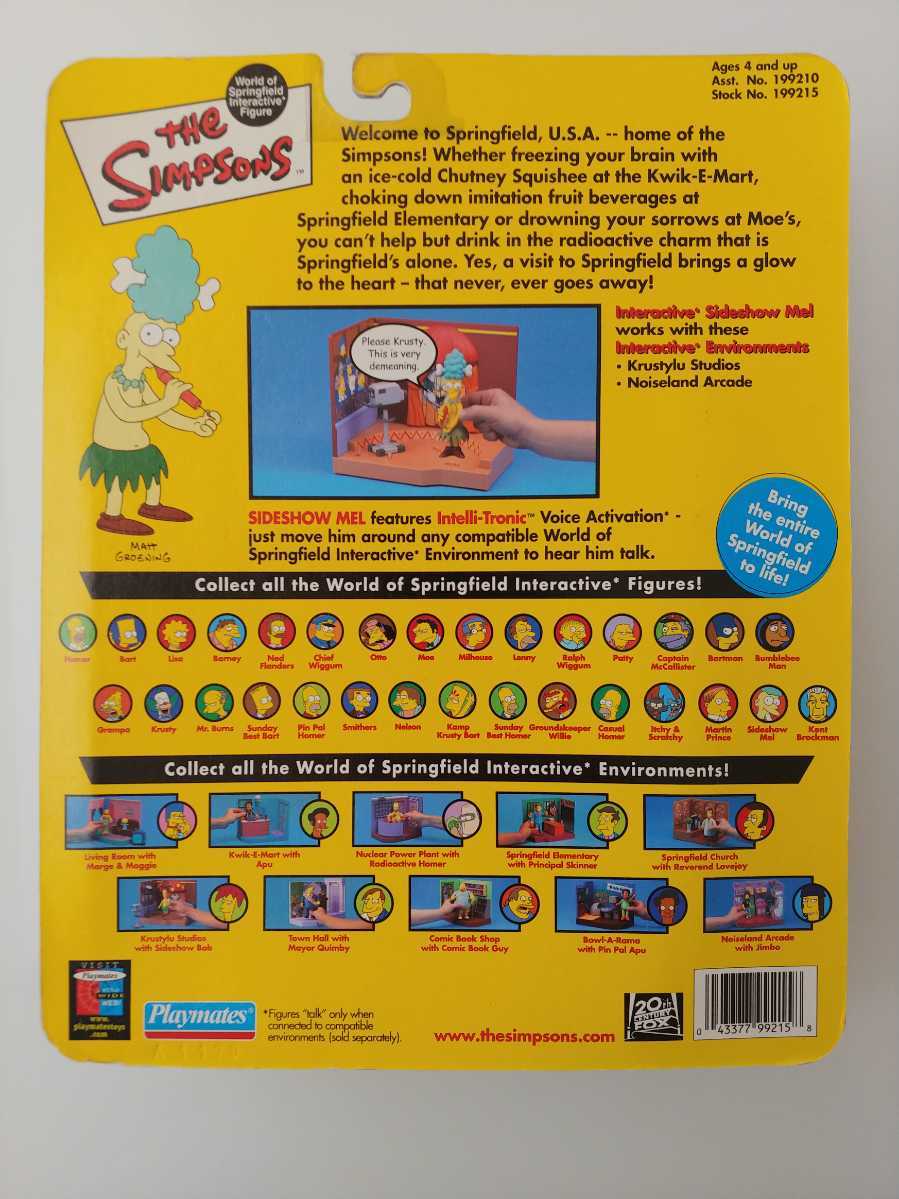 World of
Springfield
Interactive*
Figure
THE
SIMPSONS™
Ages 4 and up
Asst. No. 199210
Stock No. 199215
Welcome to Springfield, U.S.A. -- home of the
Simpsons! Whether freezing your brain with
an ice-cold Chutney Squishee at the Kwik-E-Mart,
choking down imitation fruit beverages at
Springfield Elementary or drowning your sorrows at Moe's,
you can't help but drink in the radioactive charm that is
Springfield's alone. Yes, a visit to Springfield brings a glow
to the heart – that never, ever goes away!
Please Krusty.
This is very
demeaning.
Interactive* Sideshow Mel
works with these
Interactive* Environments
• Krustylu Studios
• Noiseland Arcade
MATT
GROENING
SIDESHOW MEL features Intelli-Tronic™ Voice Activation* -
just move him around any compatible World of
Springfield Interactive* Environment to hear him talk.
Bring
the entire
World of
Springfield
to life!
Collect all the World of Springfield Interactive* Figures!
Homer Bart Lisa Barney Ned Flanders Chief Wiggum Otto Moe Milhouse Lenny Ralph Wiggum Patty Captain McCallister Bartman Bumblebee Man
Grampa Krusty Mr. Burns Sunday Best Bart Pin Pal Homer Smithers Nelson Kamp Krusty Bart Sunday Best Homer Groundskeeper Willie Casual Homer Itchy & Scratchy Martin Prince Sideshow Mel Kent Brockman
Collect all the World of Springfield Interactive* Environments!
Living Room with Marge & Maggie
Kwik-E-Mart with Apu
Nuclear Power Plant with Radioactive Homer
Springfield Elementary with Principal Skinner
Springfield Church with Reverend Lovejoy
Krustylu Studios with Sideshow Bob
Town Hall with Mayor Quimby
Comic Book Shop with Comic Book Guy
Bowl-A-Rama with Pin Pal Apu
Noiseland Arcade with Jimbo
VISIT
Playmates
WIDE
WEB!
www.
playmatestoys
.com
Playmates®
*Figures "talk" only when
connected to compatible
environments (sold separately).
www.thesimpsons.com
20th
CENTURY
FOX
0 43377 99215 8